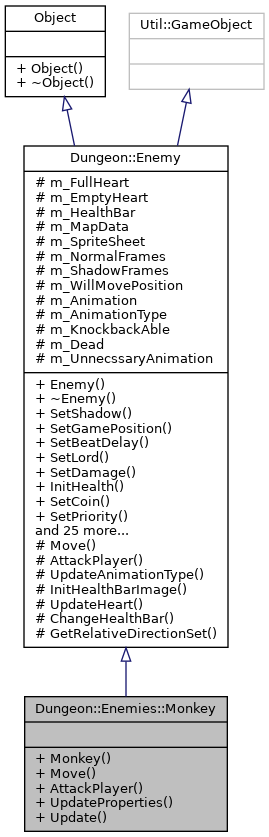 Object
+ Object()
+ ~Object()
Util::GameObject
Dungeon::Enemy
# m_FullHeart
# m_EmptyHeart
# m_HealthBar
# m_MapData
# m_SpriteSheet
# m_NormalFrames
# m_ShadowFrames
# m_WillMovePosition
# m_Animation
# m_AnimationType
# m_KnockbackAble
# m_Dead
# m_UnnecssaryAnimation
+ Enemy()
+ ~Enemy()
+ SetShadow()
+ SetGamePosition()
+ SetBeatDelay()
+ SetLord()
+ SetDamage()
+ InitHealth()
+ SetCoin()
+ SetPriority()
and 25 more...
# Move()
# AttackPlayer()
# UpdateAnimationType()
# InitHealthBarImage()
# UpdateHeart()
# ChangeHealthBar()
# GetRelativeDirectionSet()
Dungeon::Enemies::Monkey
+ Monkey()
+ Move()
+ AttackPlayer()
+ UpdateProperties()
+ Update()